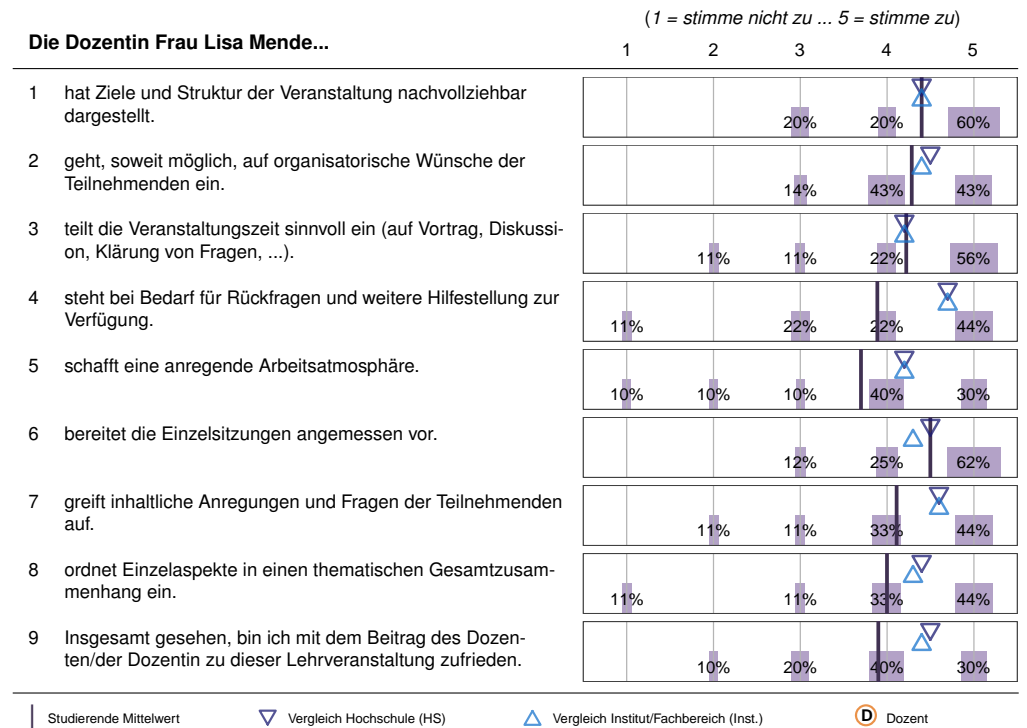 (1 = stimme nicht zu ... 5 = stimme zu)
Die Dozentin Frau Lisa Mende...
1 2 3 4 5
1 hat Ziele und Struktur der Veranstaltung nachvollziehbar
dargestellt.
20% 20% 60%
2 geht, soweit möglich, auf organisatorische Wünsche der
Teilnehmenden ein.
14% 43% 43%
3 teilt die Veranstaltungszeit sinnvoll ein (auf Vortrag, Diskussi-
on, Klärung von Fragen, ...).
11% 11% 22% 56%
4 steht bei Bedarf für Rückfragen und weitere Hilfestellung zur
Verfügung.
11% 22% 22% 44%
5 schafft eine anregende Arbeitsatmosphäre.
10% 10% 10% 40% 30%
6 bereitet die Einzelsitzungen angemessen vor.
12% 25% 62%
7 greift inhaltliche Anregungen und Fragen der Teilnehmenden
auf.
11% 11% 33% 44%
8 ordnet Einzelaspekte in einen thematischen Gesamtzusam-
menhang ein.
11% 11% 33% 44%
9 Insgesamt gesehen, bin ich mit dem Beitrag des Dozen-
ten/der Dozentin zu dieser Lehrveranstaltung zufrieden.
10% 20% 40% 30%
Studierende Mittelwert Vergleich Hochschule (HS) Vergleich Institut/Fachbereich (Inst.) D Dozent